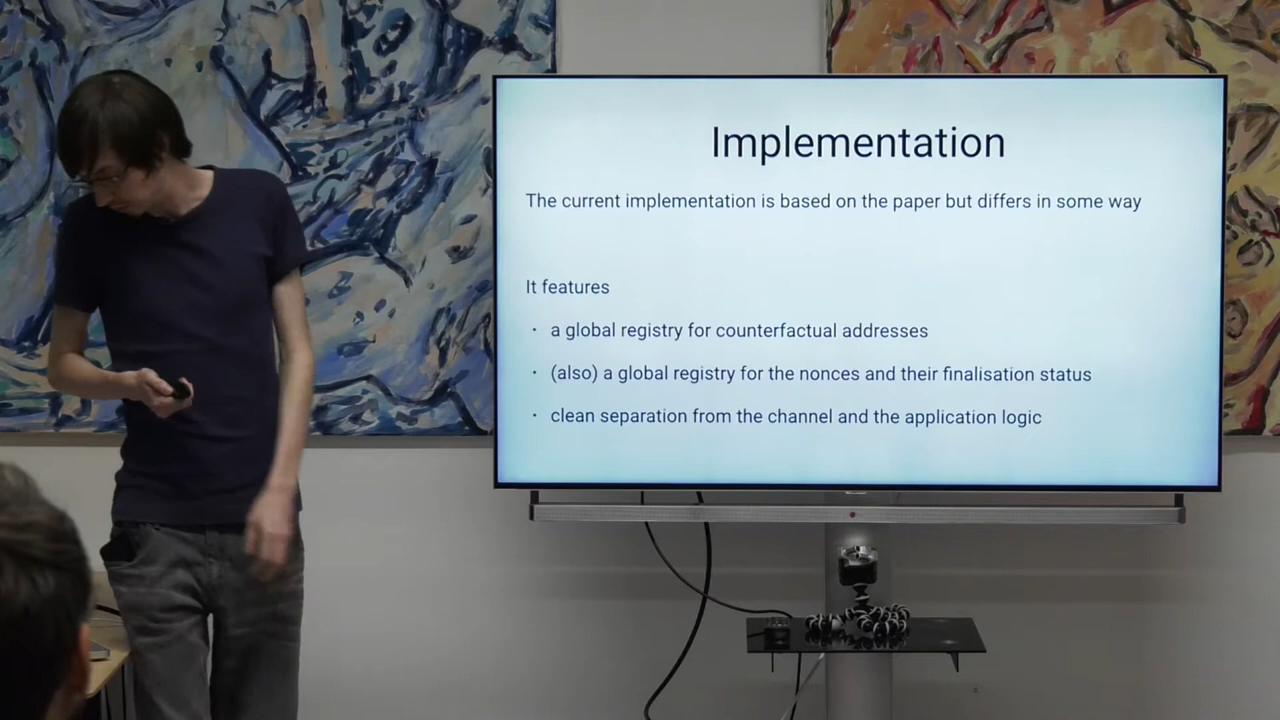 Implementation
The current implementation is based on the paper but differs in some way
It features
· a global registry for counterfactual addresses
· (also) a global registry for the nonces and their finalisation status
· clean separation from the channel and the application logic